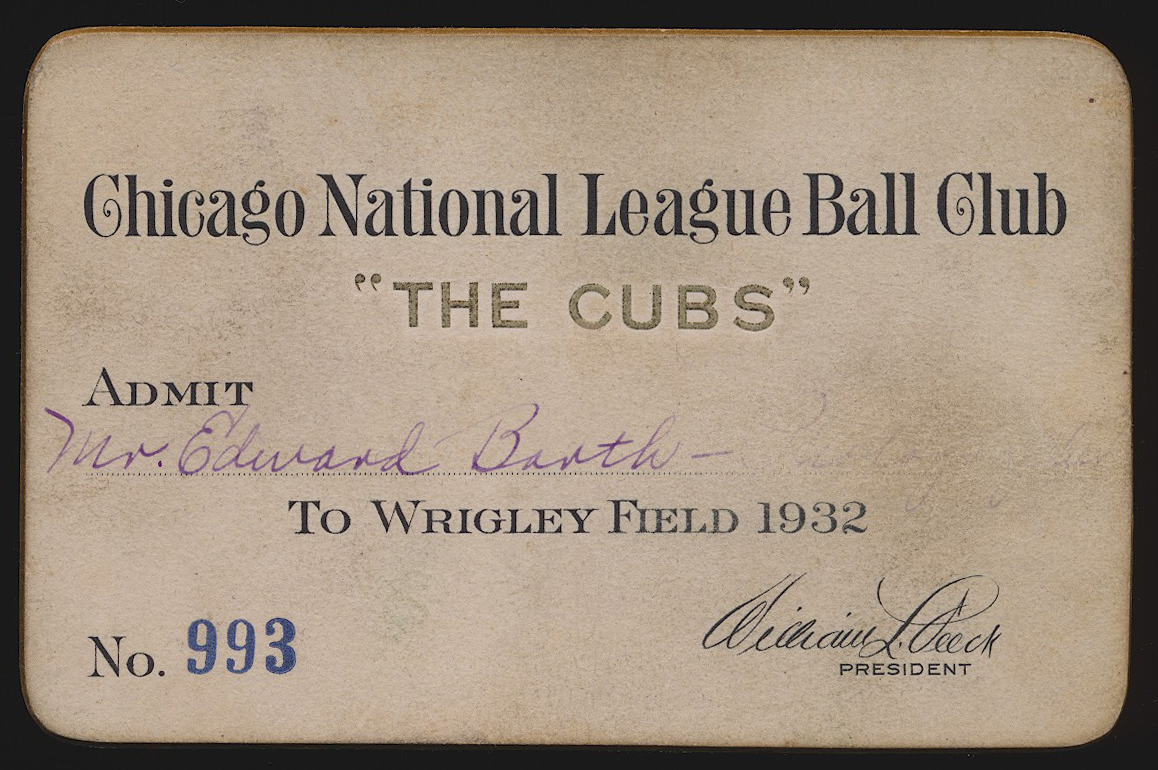 Chicago National League Ball Club
"THE CUBS"
ADMIT
Mr. Edward Barth –
TO WRIGLEY FIELD 1932
No. 993
William L. Veeck
PRESIDENT